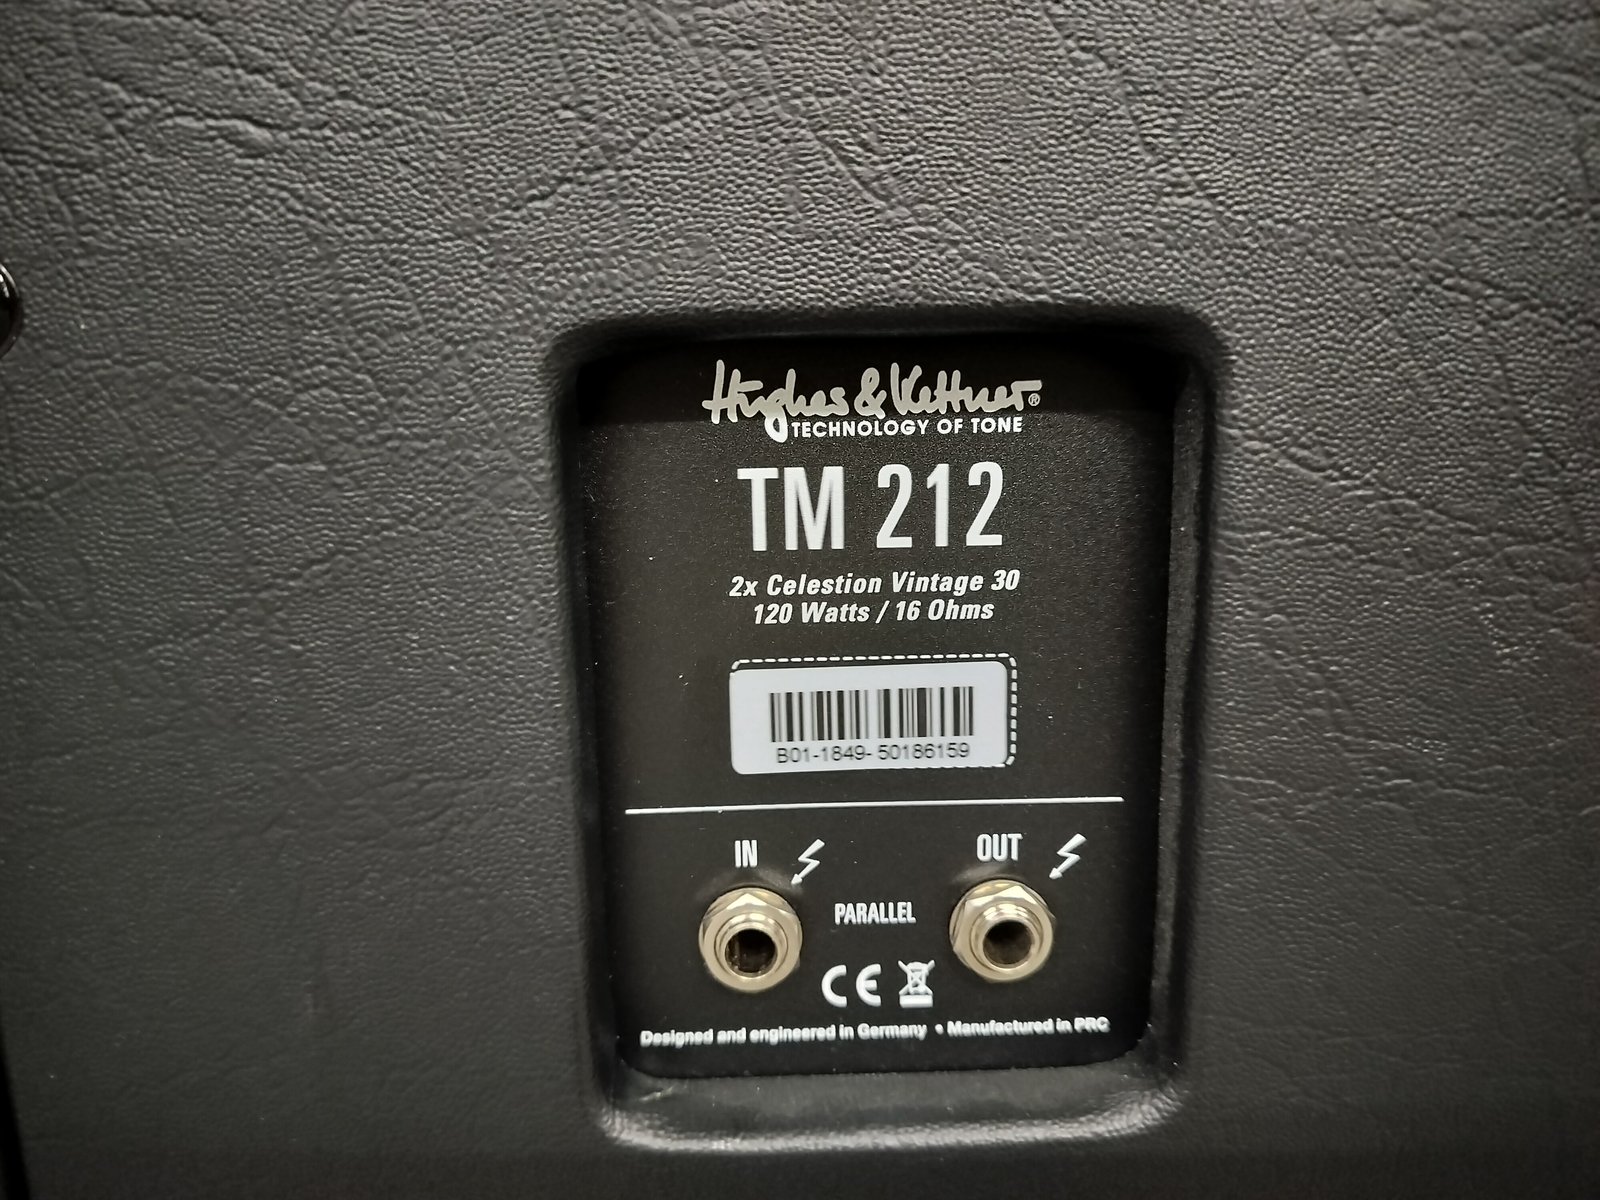 Hughes & Kettner®
TECHNOLOGY OF TONE
TM 212
2x Celestion Vintage 30
120 Watts / 16 Ohms
B01-1849- 50186159
IN
OUT
PARALLEL
CE
Designed and engineered in Germany • Manufactured in PRC